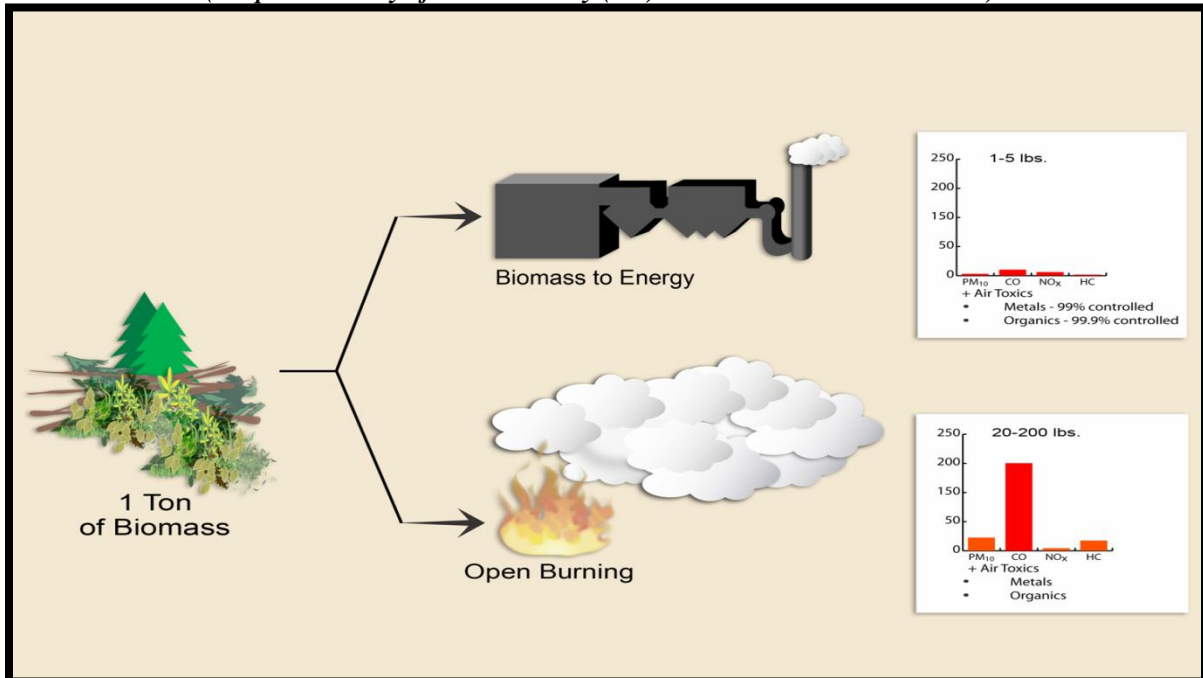 1 Ton
of Biomass
Biomass to Energy
Open Burning
1-5 lbs.
250
200
150
50
0
PM₁₀ CO NOx HC
+ Air Toxics
• Metals - 99% controlled
• Organics - 99.9% controlled
20-200 lbs.
250
200
150
50
0
PM₁₀ CO NOx HC
+ Air Toxics
• Metals
• Organics